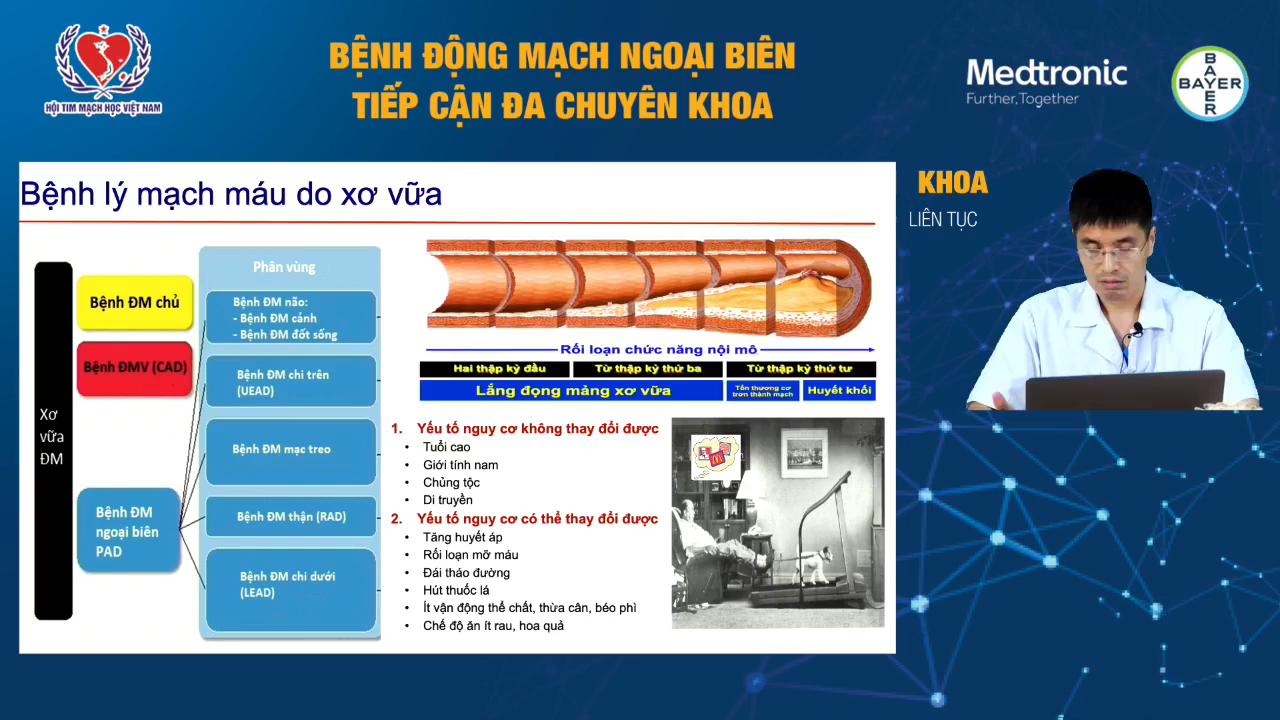 HỘI TIM MẠCH HỌC VIỆT NAM
BỆNH ĐỘNG MẠCH NGOẠI BIÊN
TIẾP CẬN ĐA CHUYÊN KHOA
Medtronic
Further, Together
BAYER
BAYER
KHOA
LIÊN TỤC
Bệnh lý mạch máu do xơ vữa
Xơ
vữa
ĐM
Bệnh ĐM chủ
Bệnh ĐMV (CAD)
Bệnh ĐM
ngoại biên
PAD
Phân vùng
Bệnh ĐM não:
- Bệnh ĐM cảnh
- Bệnh ĐM đốt sống
Bệnh ĐM chi trên
(UEAD)
Bệnh ĐM mạc treo
Bệnh ĐM thận (RAD)
Bệnh ĐM chi dưới
(LEAD)
Rối loạn chức năng nội mô
Hai thập kỷ đầu
Từ thập kỷ thứ ba
Từ thập kỷ thứ tư
Lắng đọng mảng xơ vữa
Tổn thương cơ
trơn thành mạch
Huyết khối
1. Yếu tố nguy cơ không thay đổi được
• Tuổi cao
• Giới tính nam
• Chủng tộc
• Di truyền
2. Yếu tố nguy cơ có thể thay đổi được
• Tăng huyết áp
• Rối loạn mỡ máu
• Đái tháo đường
• Hút thuốc lá
• Ít vận động thể chất, thừa cân, béo phì
• Chế độ ăn ít rau, hoa quả